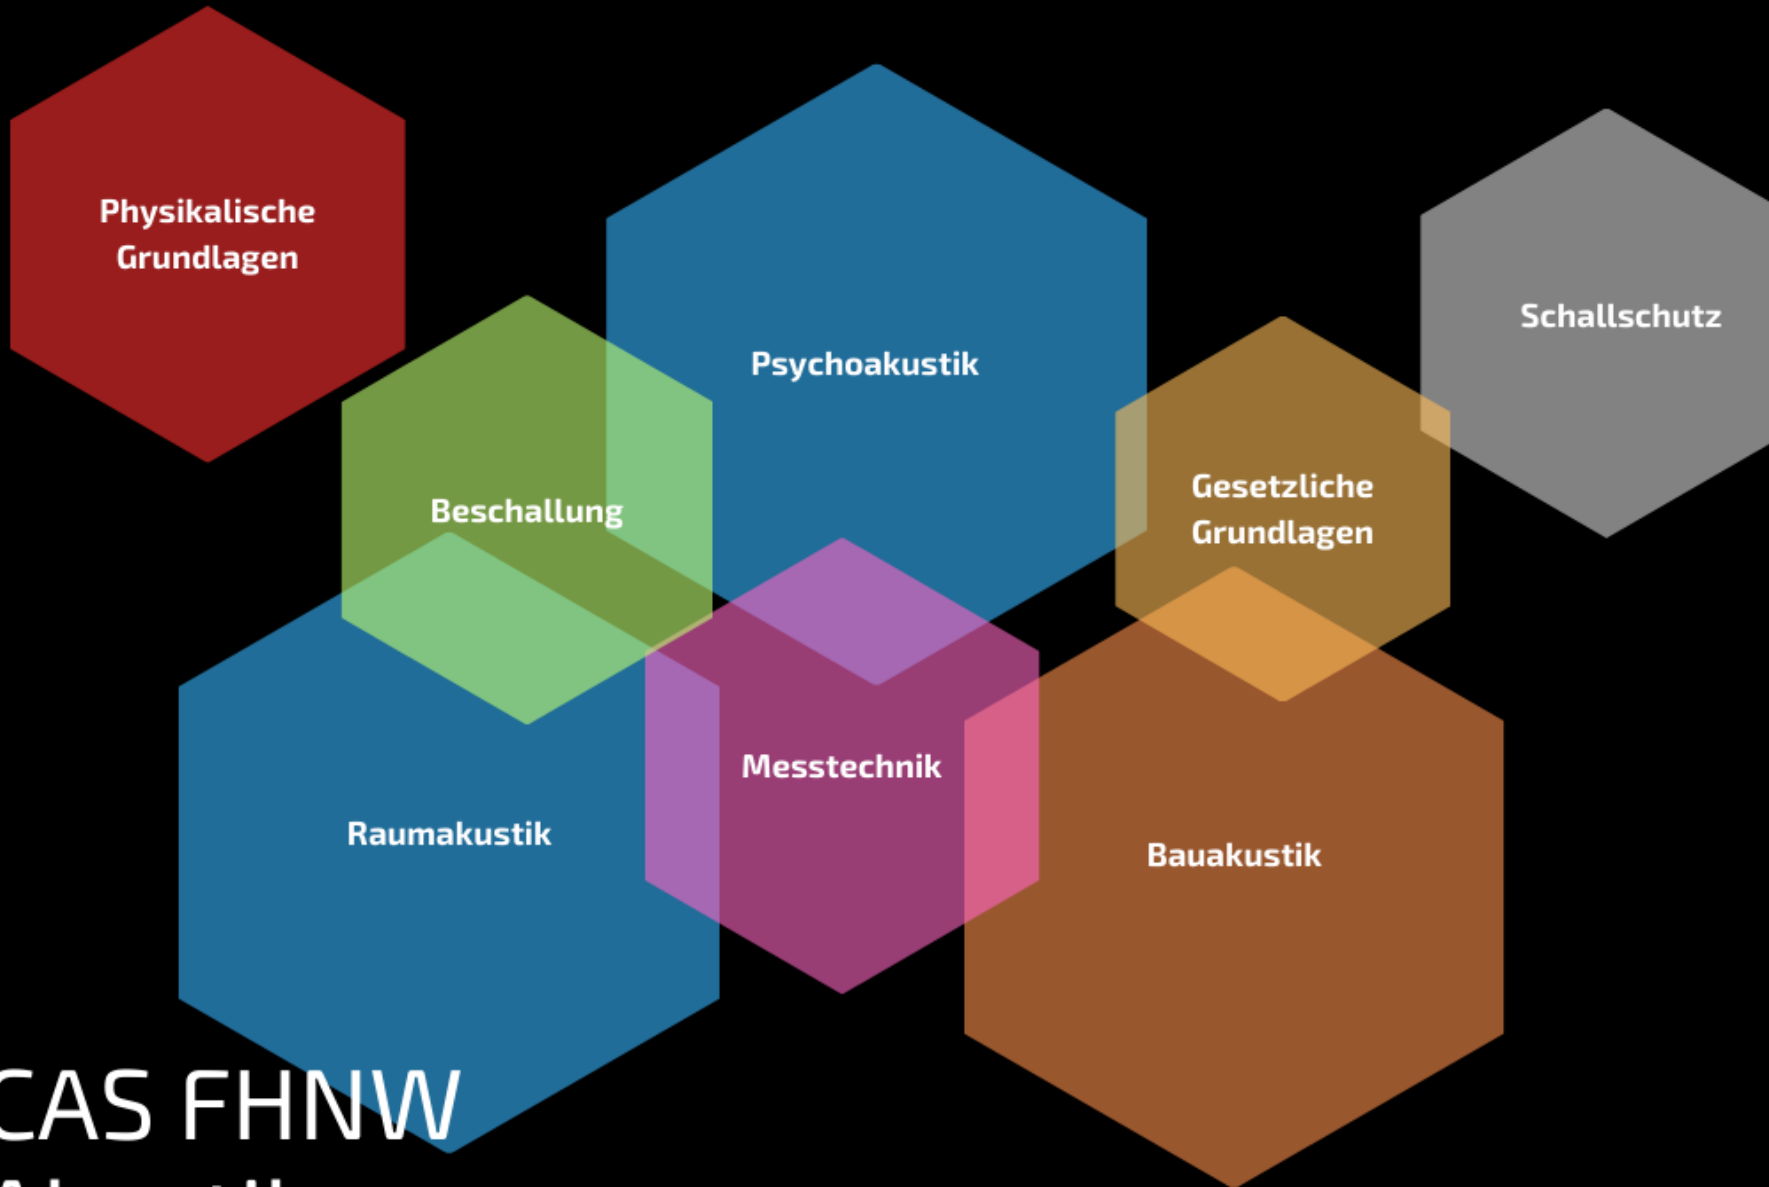 Physikalische
Grundlagen
Psychoakustik
Schallschutz
Beschallung
Gesetzliche
Grundlagen
Messtechnik
Raumakustik
Bauakustik
CAS FHNW